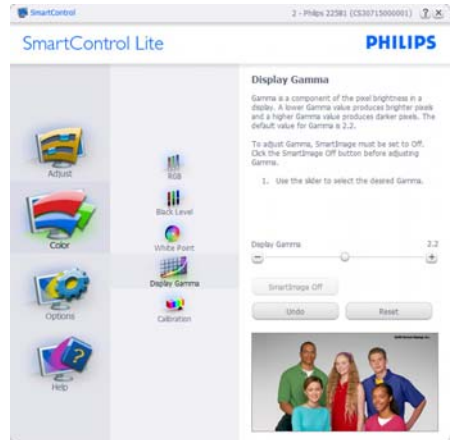 SmartControl
2 - Philips 225B1 (CS30715000001)
SmartControl Lite
PHILIPS
Adjust
Color
Options
Help
RGB
Black Level
White Point
Display Gamma
Calibration
Display Gamma
Gamma is a component of the pixel brightness in a
display. A lower Gamma value produces brighter pixels
and a higher Gamma value produces darker pixels. The
default value for Gamma is 2.2.
To adjust Gamma, SmartImage must be set to Off.
Click the SmartImage Off button before adjusting
Gamma.
1. Use the slider to select the desired Gamma.
Display Gamma
2.2
SmartImage Off
Undo
Reset